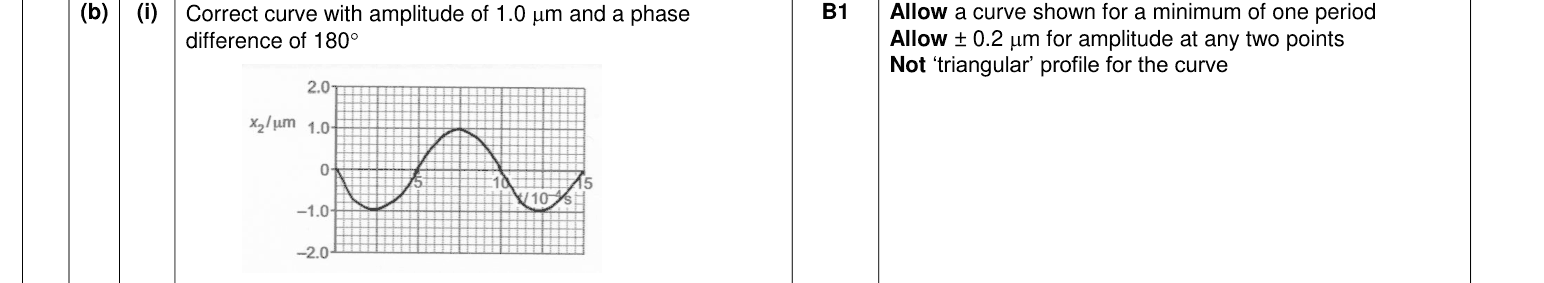 (b) (i) Correct curve with amplitude of 1.0 μm and a phase
difference of 180°
B1
Allow a curve shown for a minimum of one period
Allow ± 0.2 μm for amplitude at any two points
Not 'triangular' profile for the curve
2.0
x₂/μm 1.0
0
5 10 15
t/10⁻⁴s
–1.0
–2.0